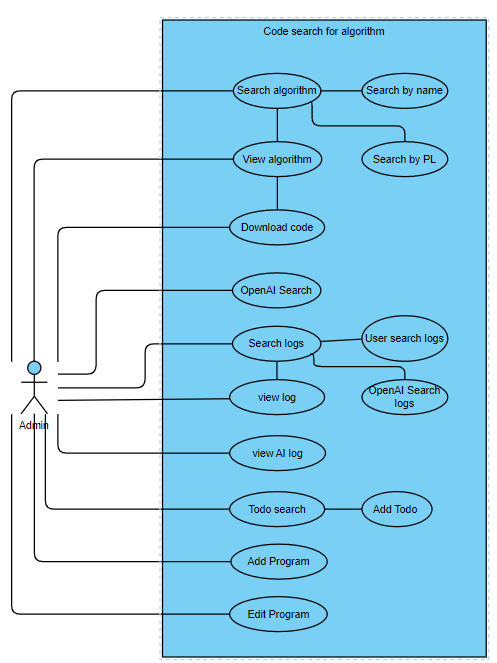 Code search for algorithm
Search algorithm
Search by name
View algorithm
Search by PL
Download code
OpenAI Search
Search logs
User search logs
view log
OpenAI Search
logs
Admin
view AI log
Todo search
Add Todo
Add Program
Edit Program